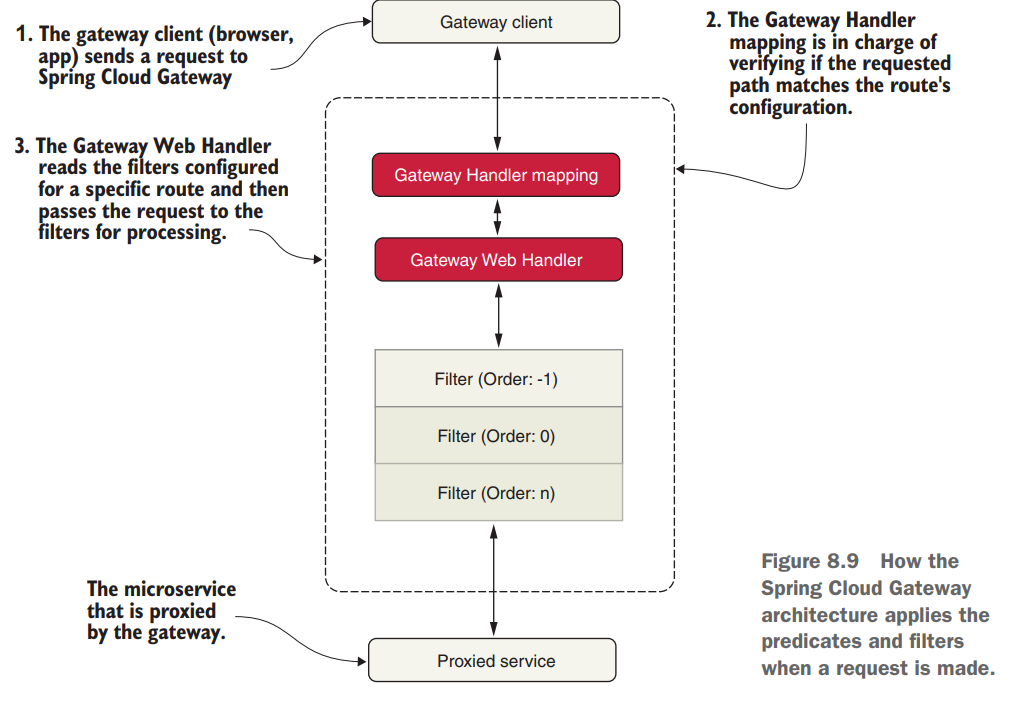 Gateway client
1. The gateway client (browser,
app) sends a request to
Spring Cloud Gateway
2. The Gateway Handler
mapping is in charge of
verifying if the requested
path matches the route's
configuration.
3. The Gateway Web Handler
reads the filters configured
for a specific route and then
passes the request to the
filters for processing.
Gateway Handler mapping
Gateway Web Handler
Filter (Order: -1)
Filter (Order: 0)
Filter (Order: n)
The microservice
that is proxied
by the gateway.
Proxied service
Figure 8.9 How the
Spring Cloud Gateway
architecture applies the
predicates and filters
when a request is made.